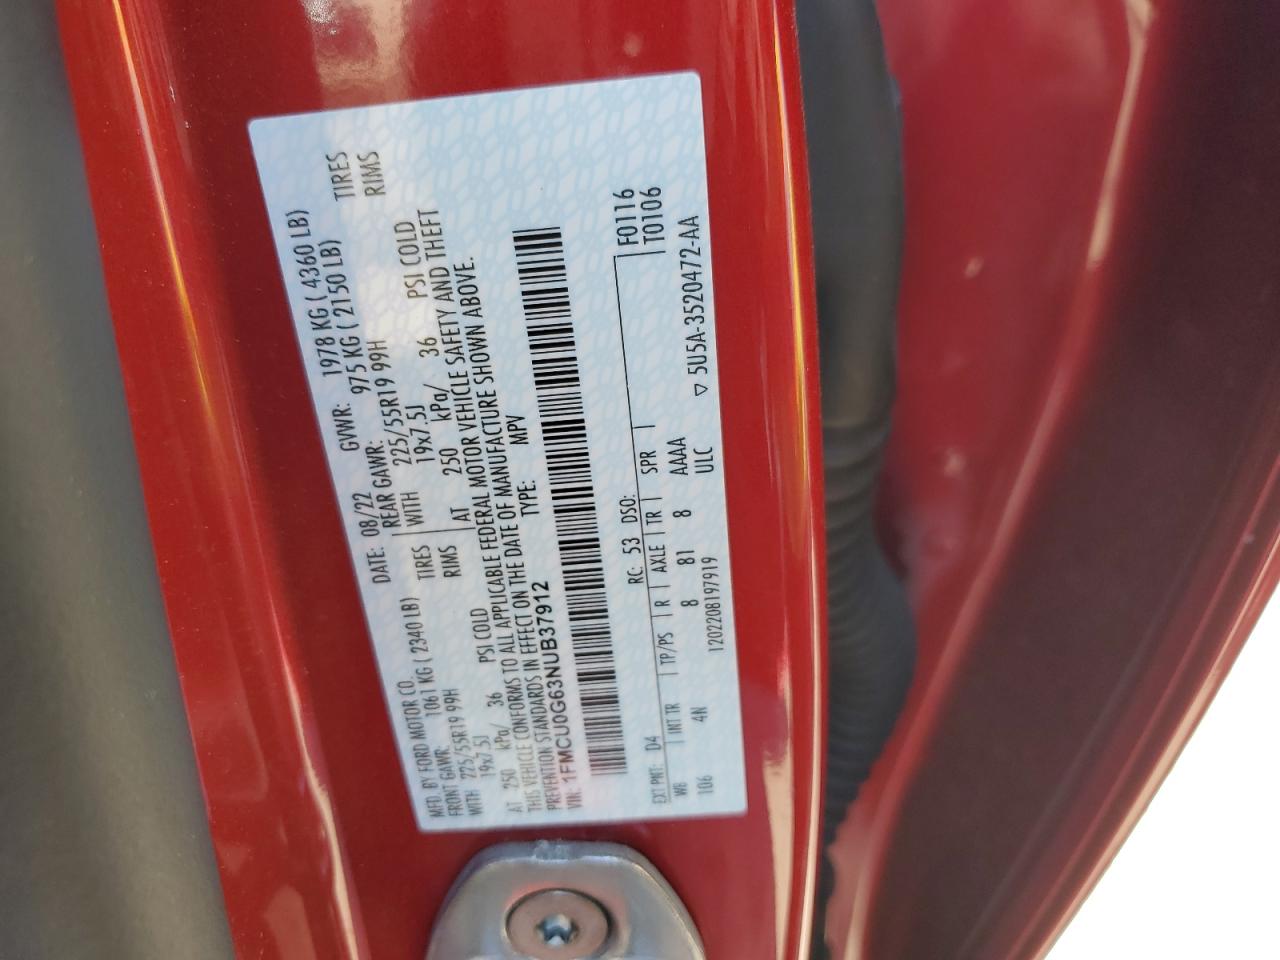 MFD. BY FORD MOTOR CO. DATE: 08/22 GVWR: 1978 KG ( 4360 LB)
FRONT GAWR: 1061 KG ( 2340 LB) REAR GAWR: 975 KG ( 2150 LB)
WITH 225/55R19 99H TIRES WITH 225/55R19 99H TIRES
19x7.5J RIMS 19x7.5J RIMS
AT 250 kPa/ 36 PSI COLD AT 250 kPa/ 36 PSI COLD
THIS VEHICLE CONFORMS TO ALL APPLICABLE FEDERAL MOTOR VEHICLE SAFETY AND THEFT
PREVENTION STANDARDS IN EFFECT ON THE DATE OF MANUFACTURE SHOWN ABOVE.
VIN: 1FMCU0G63NUB37912 TYPE: MPV
F0116
T0106
EXT PNT: D4 RC: 53 DSO:
WB INT TR TP/PS R AXLE TR SPR
106 4N 8 81 8 AAAA
ULC
120220819 7919 ▽ 5U5A-3520472-AA